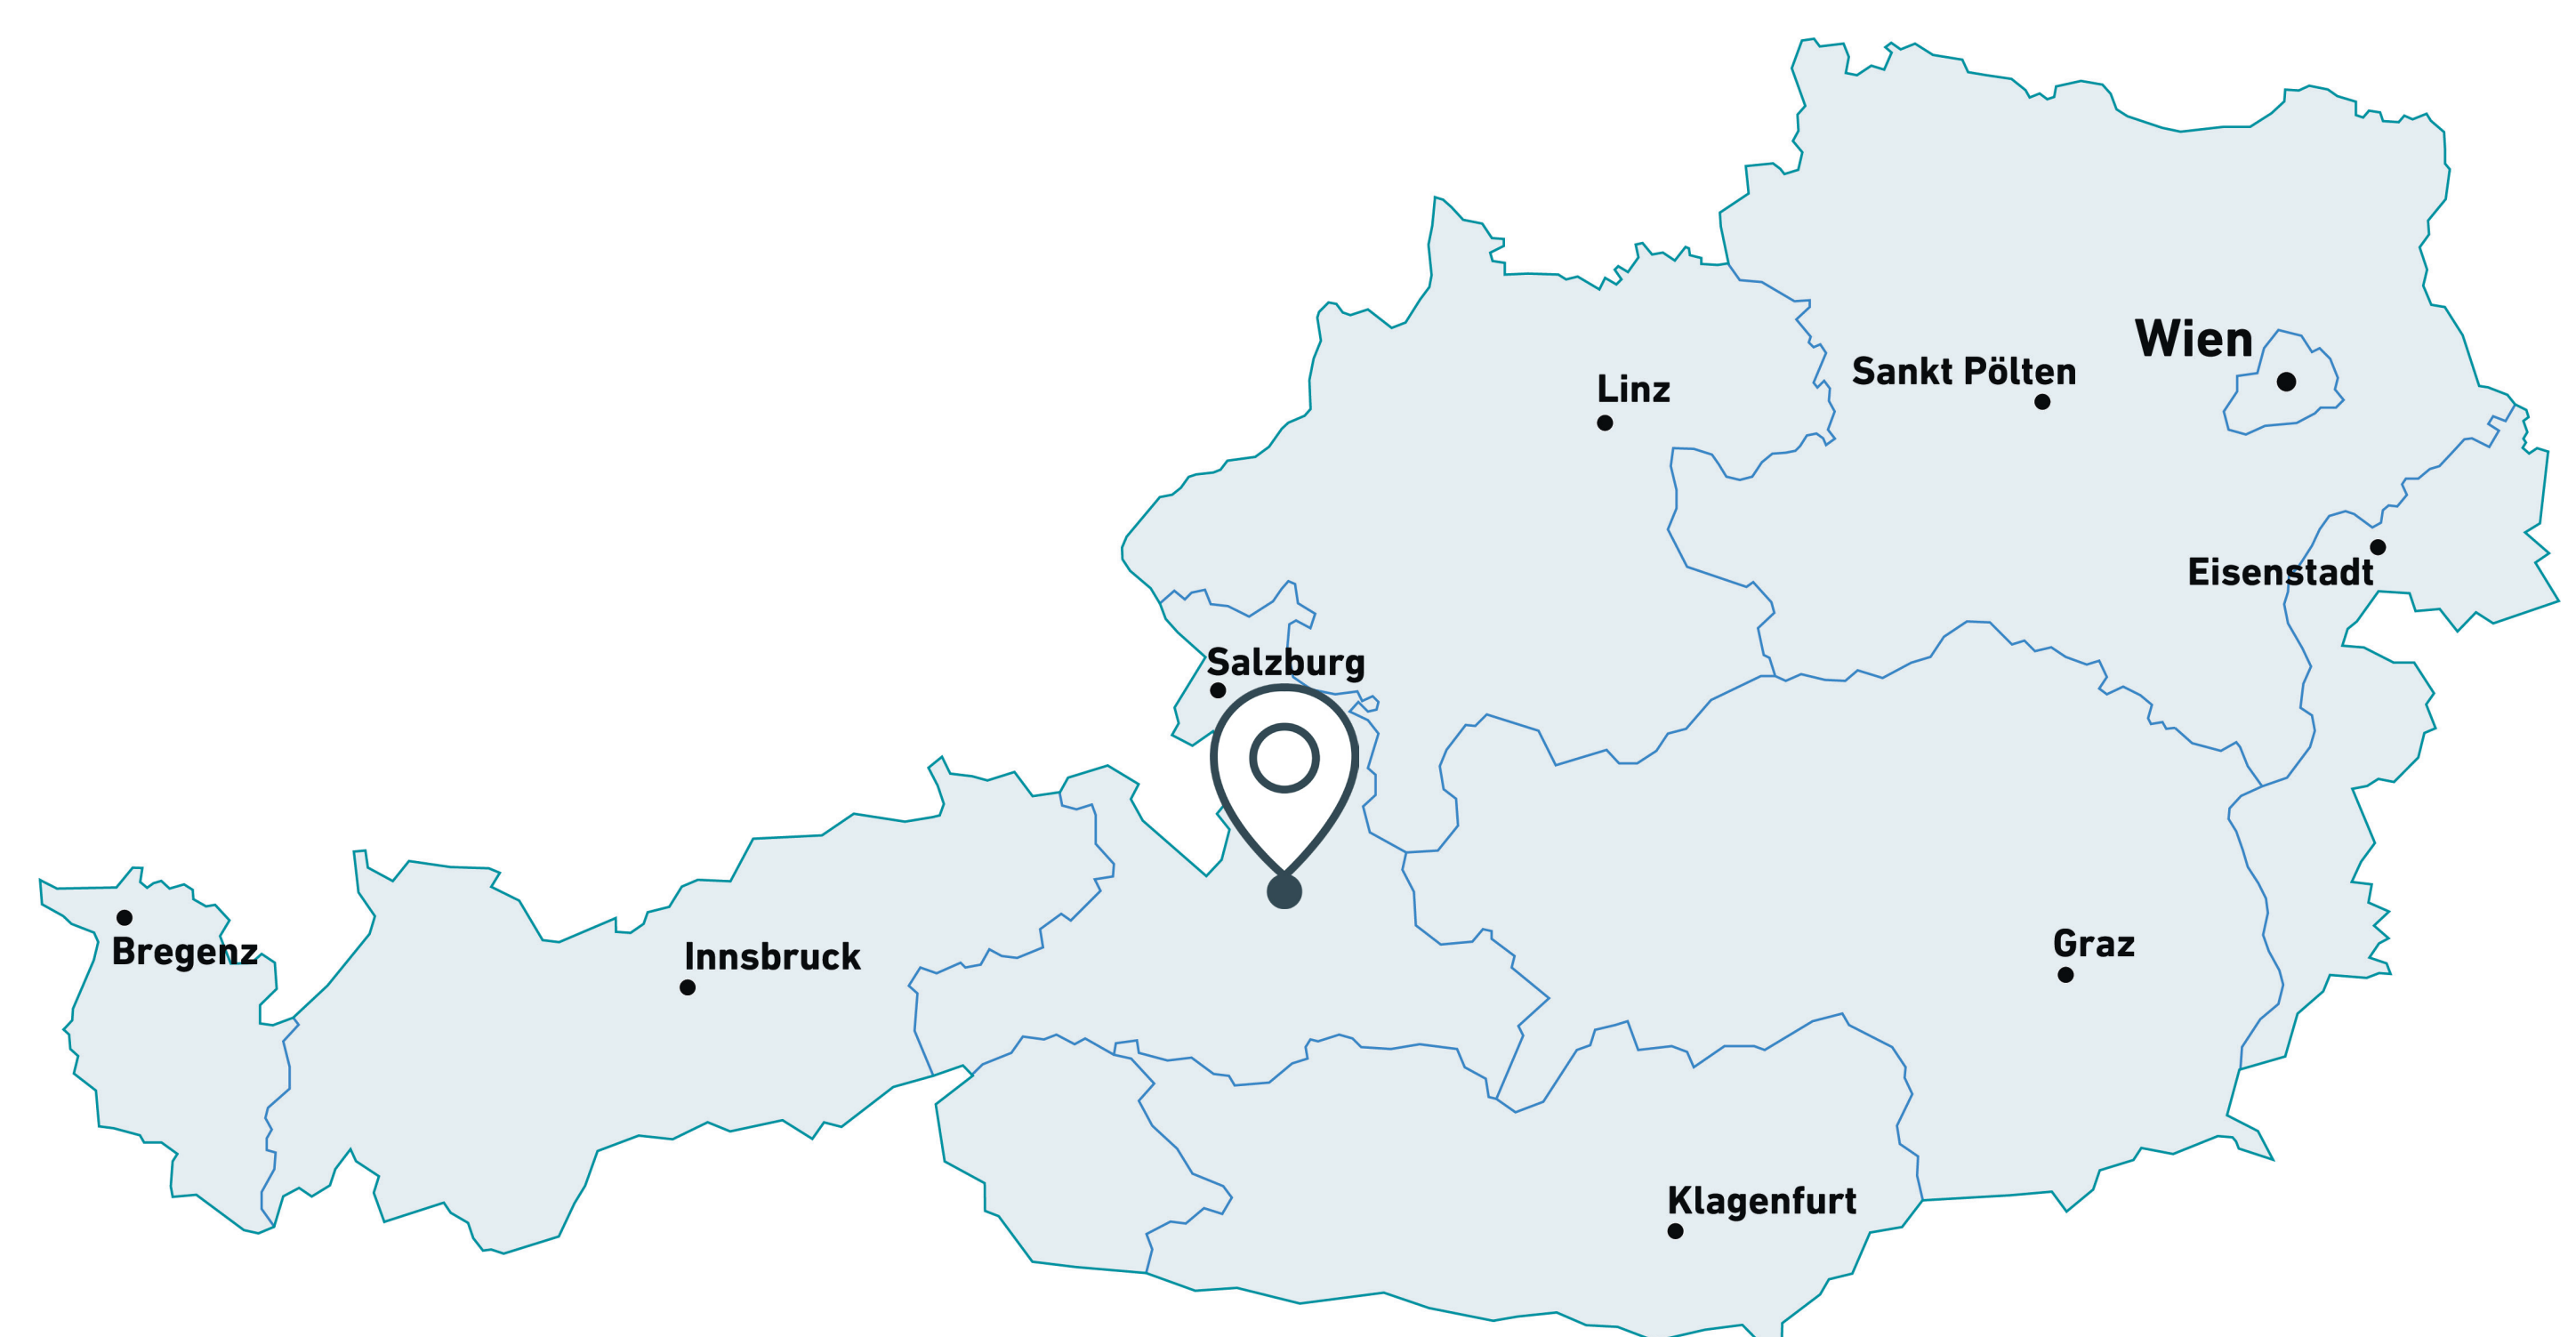 Wien
Sankt Pölten
Linz
Eisenstadt
Salzburg
Graz
Bregenz
Innsbruck
Klagenfurt